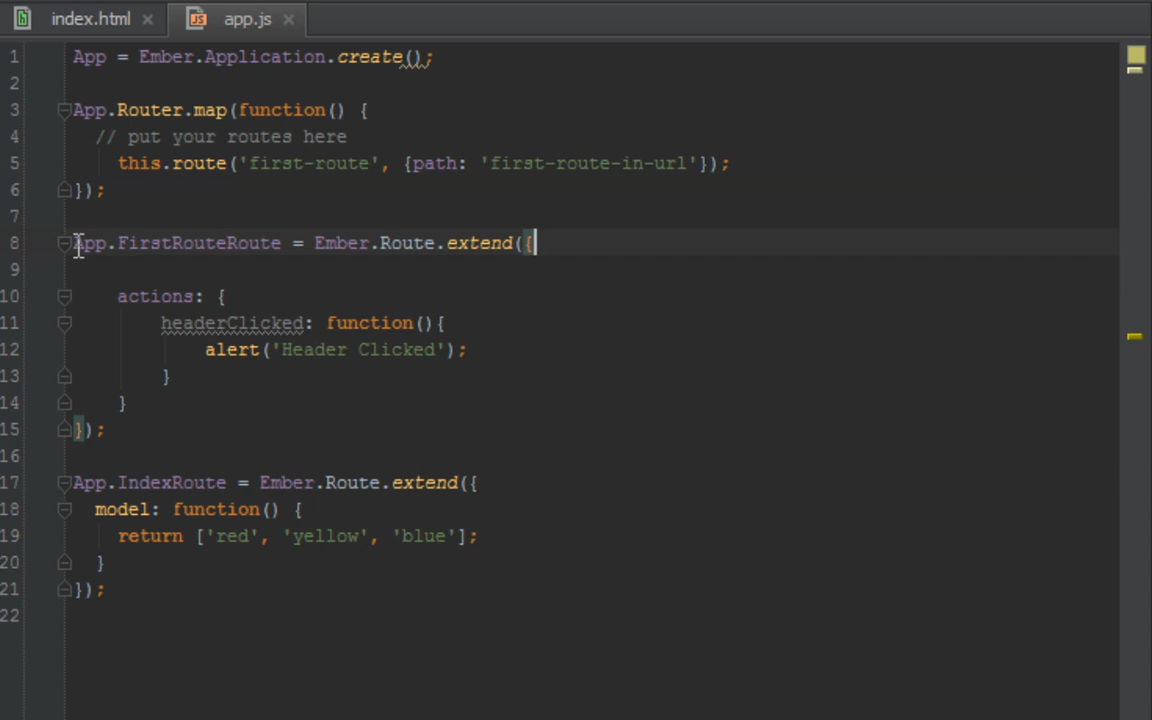 index.html app.js
1 App = Ember.Application.create();
2
3 App.Router.map(function() {
4 // put your routes here
5 this.route('first-route', {path: 'first-route-in-url'});
6 });
7
8 App.FirstRouteRoute = Ember.Route.extend({
9
10 actions: {
11 headerClicked: function(){
12 alert('Header Clicked');
13 }
14 }
15 });
16
17 App.IndexRoute = Ember.Route.extend({
18 model: function() {
19 return ['red', 'yellow', 'blue'];
20 }
21 });
22